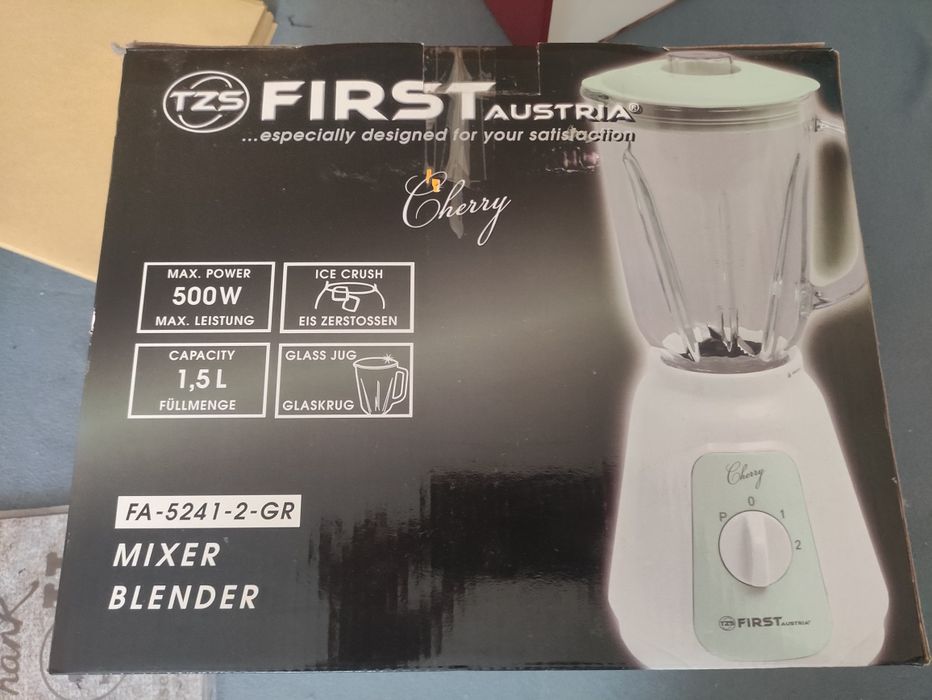 TZS FIRST AUSTRIA®
...especially designed for your satisfaction
Cherry
MAX. POWER
500W
MAX. LEISTUNG
ICE CRUSH
EIS ZERSTOSSEN
CAPACITY
1,5 L
FÜLLMENGE
GLASS JUG
GLASKRUG
FA-5241-2-GR
MIXER
BLENDER
Cherry
0
P
1
2
TZS FIRST AUSTRIA
hark